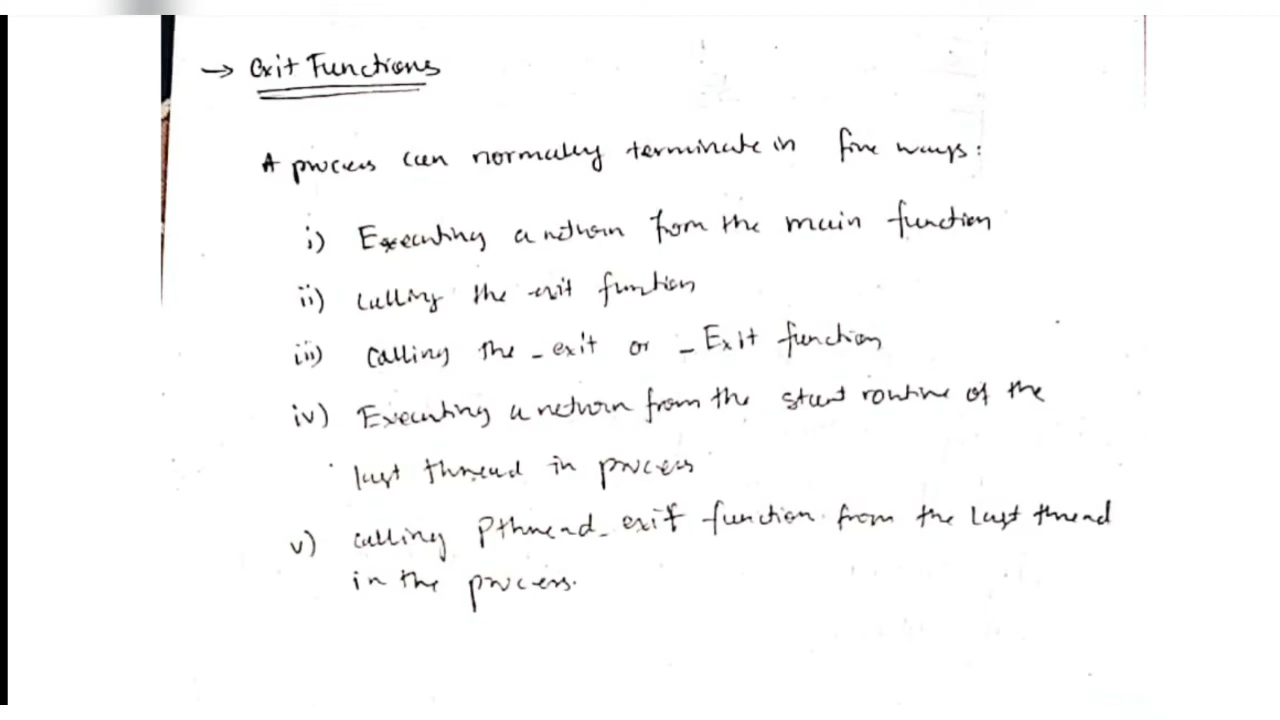 → Exit Functions
A process can normally terminate in five ways:
i) Executing a return from the main function
ii) calling the exit function
iii) calling the _exit or _Exit function
iv) Executing a return from the start routine of the
last thread in process
v) calling Pthread_exit function from the last thread
in the process.